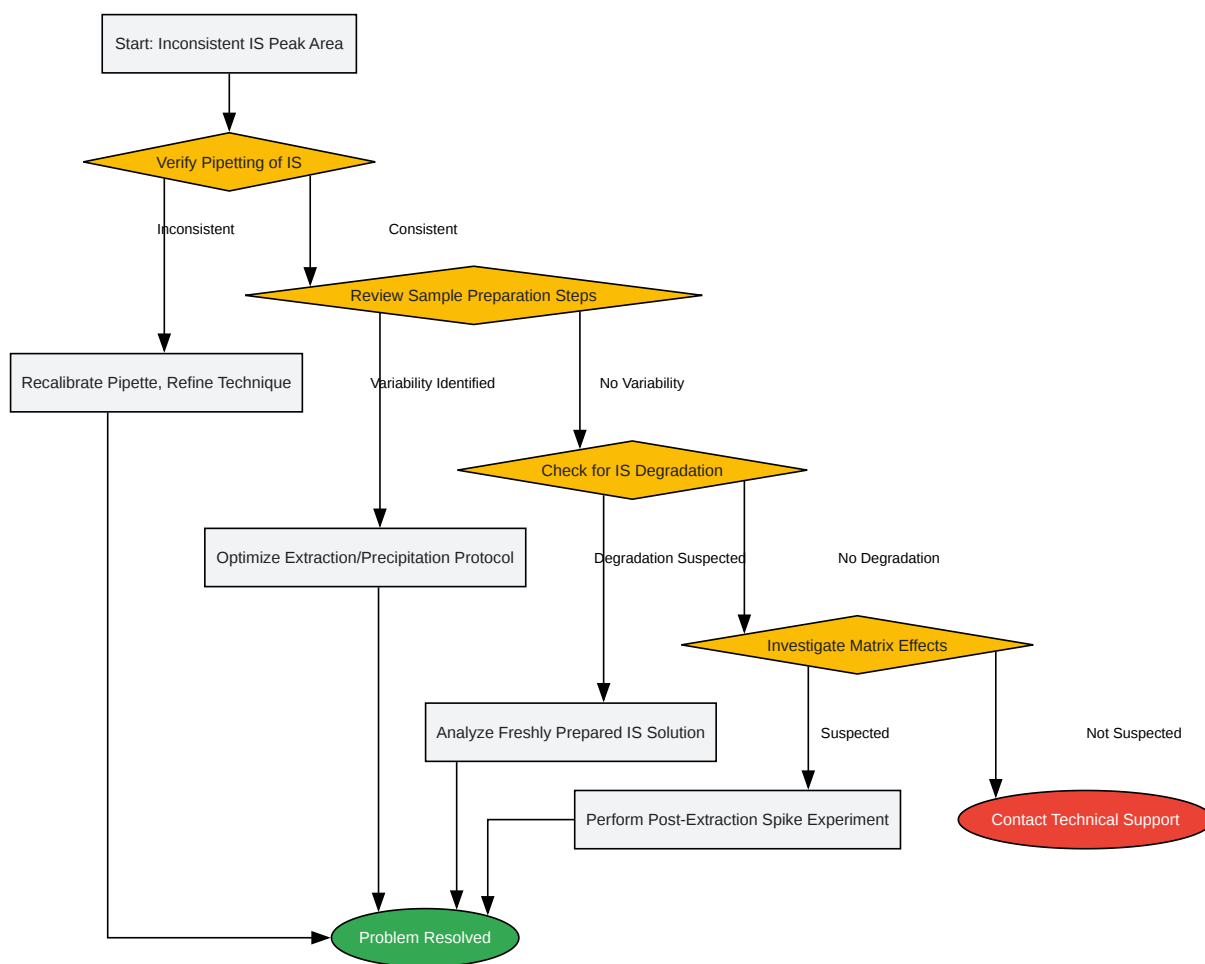 Start: Inconsistent IS Peak Area
Verify Pipetting of IS
Inconsistent
Consistent
Review Sample Preparation Steps
Recalibrate Pipette, Refine Technique
Variability Identified
No Variability
Check for IS Degradation
Optimize Extraction/Precipitation Protocol
Degradation Suspected
No Degradation
Investigate Matrix Effects
Analyze Freshly Prepared IS Solution
Suspected
Not Suspected
Perform Post-Extraction Spike Experiment
Contact Technical Support
Problem Resolved